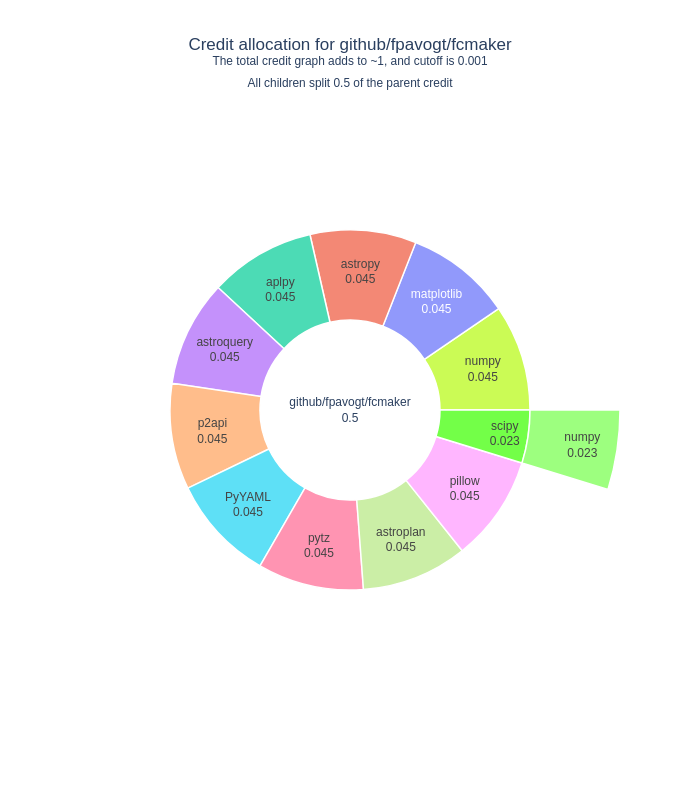 Credit allocation for github/fpavogt/fcmaker
The total credit graph adds to ~1, and cutoff is 0.001
All children split 0.5 of the parent credit
astropy
0.045
aplpy
0.045
matplotlib
0.045
astroquery
0.045
numpy
0.045
github/fpavogt/fcmaker
0.5
p2api
0.045
scipy
0.023
numpy
0.023
PyYAML
0.045
pillow
0.045
pytz
0.045
astroplan
0.045